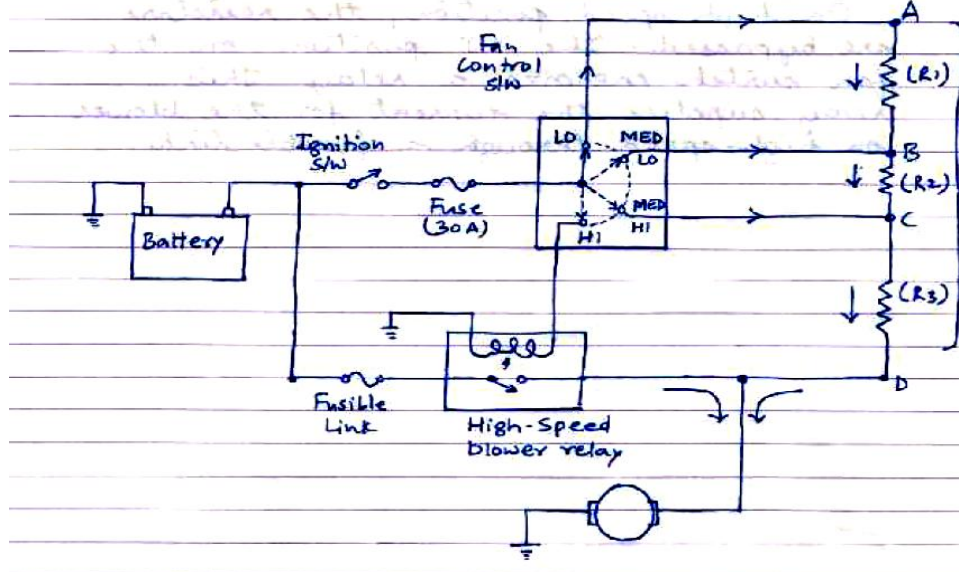 A
Fan
Control
S/W
(R1)
Ignition
S/W
LO
MED
LO
B
(R2)
Fuse
(30A)
MED
HI
HI
C
Battery
(R3)
D
Fusible
Link
High-Speed
blower relay